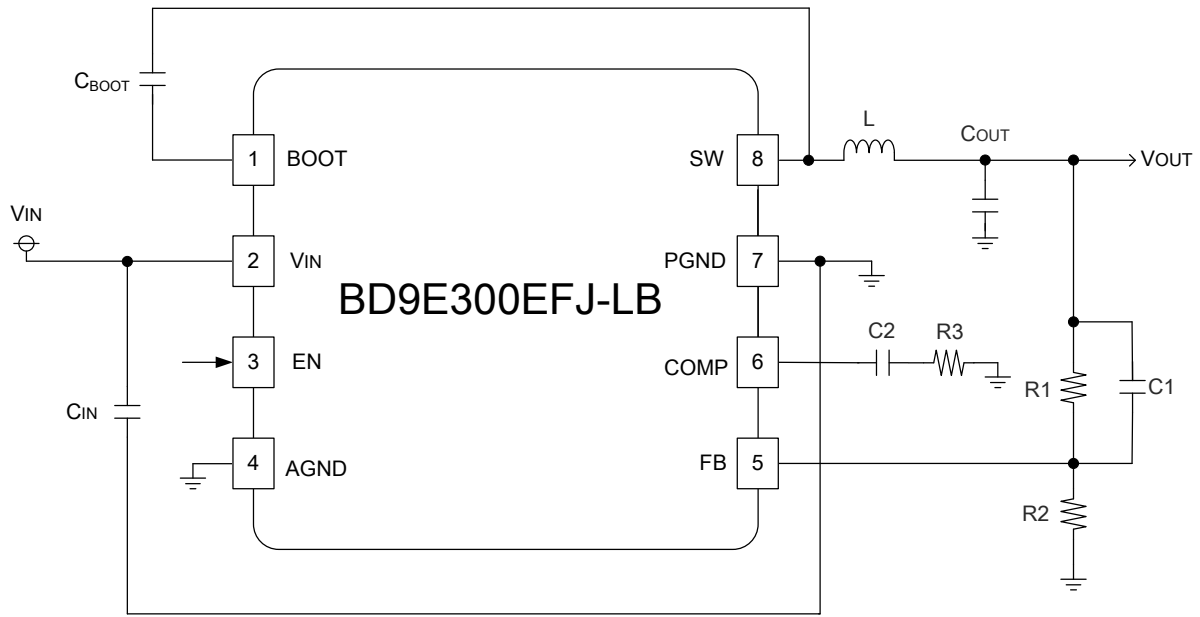 CBOOT
1 BOOT
SW 8
L
COUT
VOUT
VIN
2 VIN
PGND 7
BD9E300EFJ-LB
3 EN
COMP 6
C2
R3
CIN
R1
C1
4 AGND
FB 5
R2